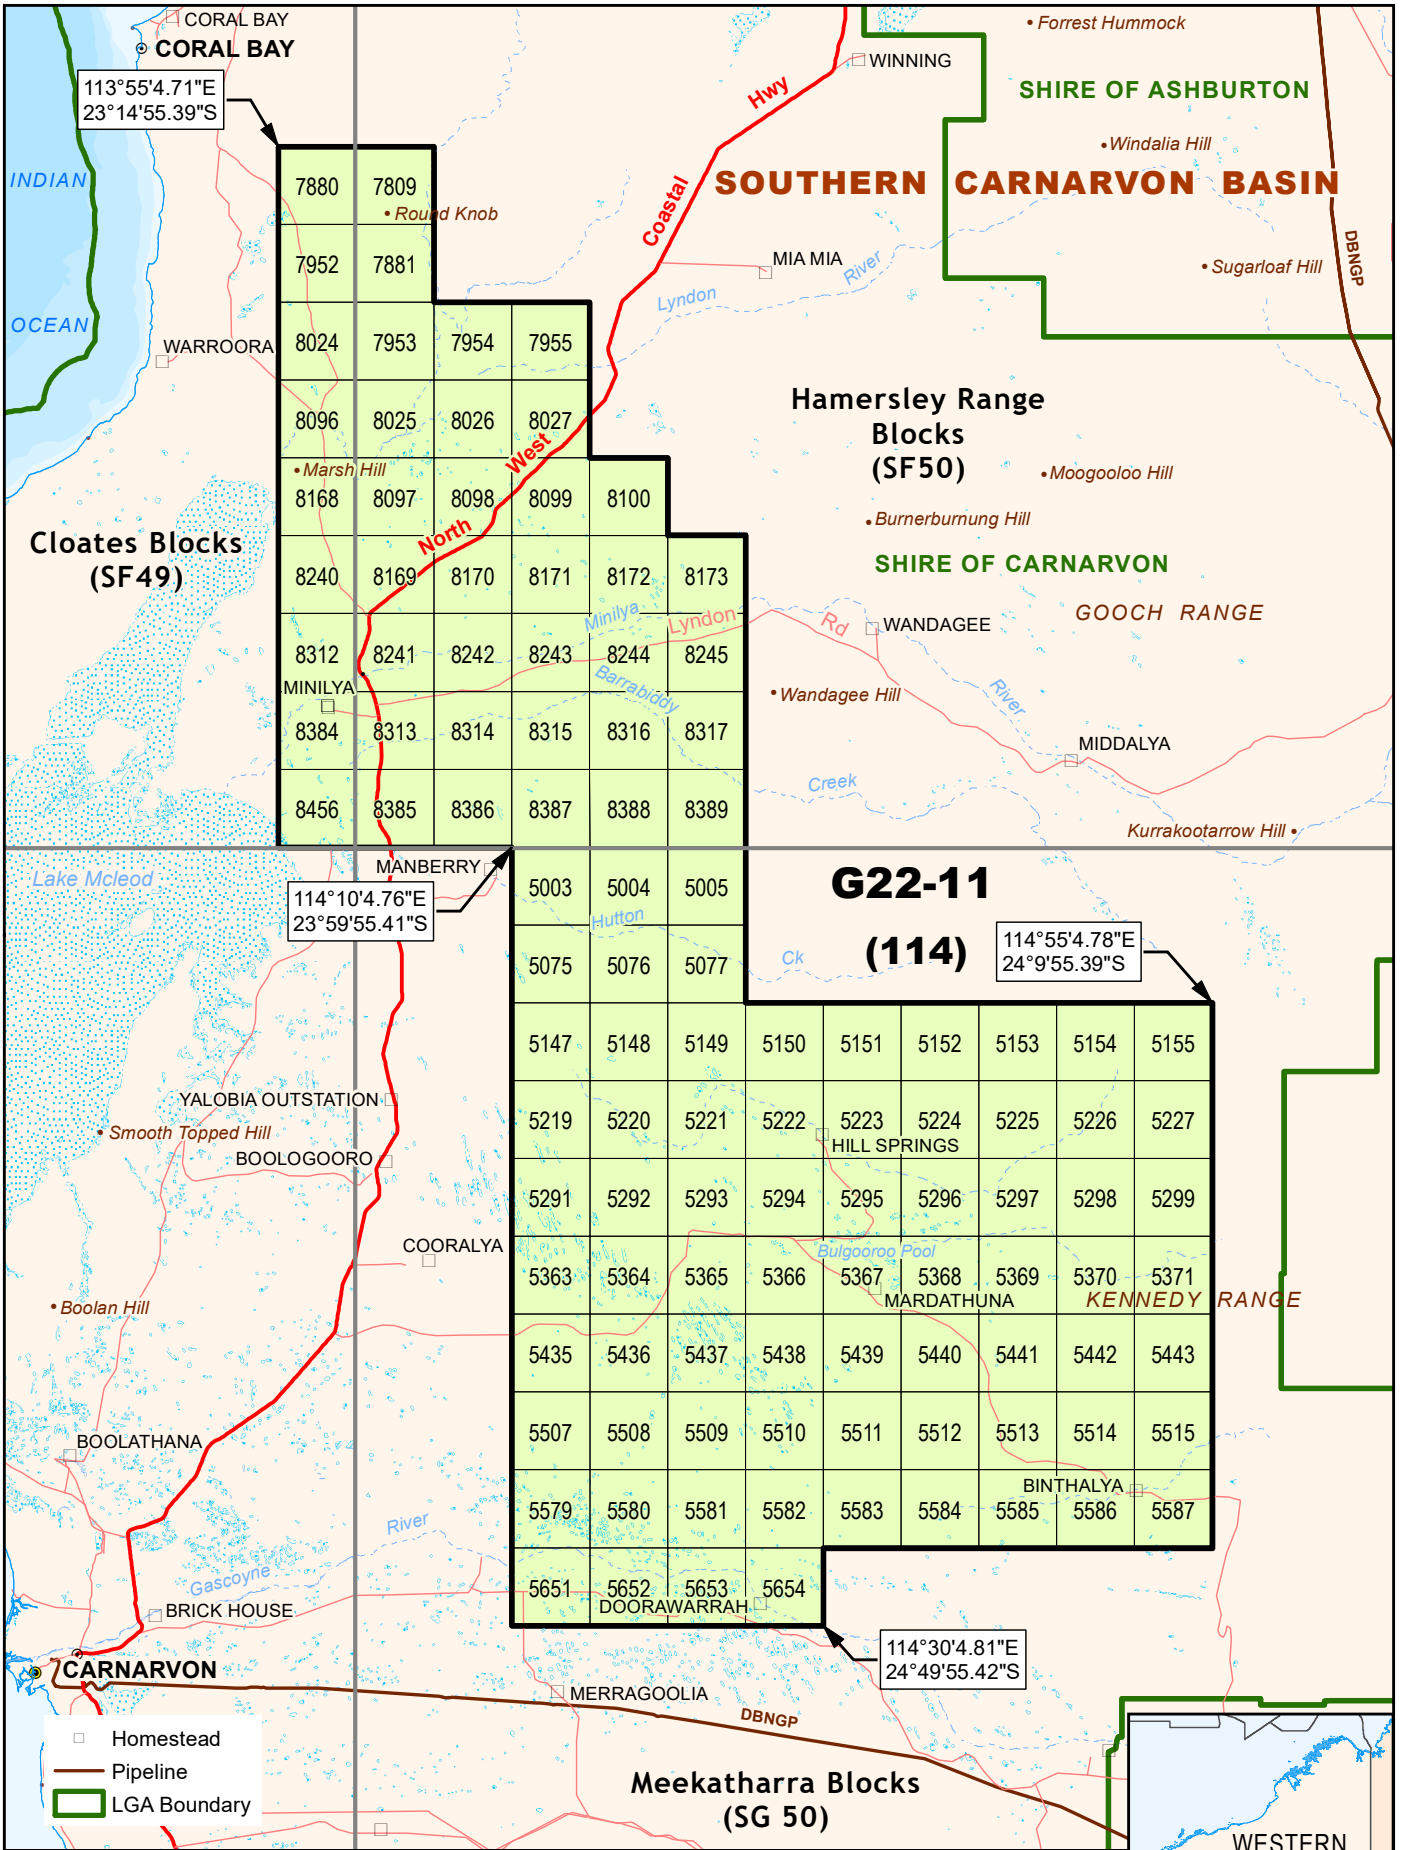 CORAL BAY
CORAL BAY
113°55'4.71"E
23°14'55.39"S
Forrest Hummock
WINNING
Hwy
SHIRE OF ASHBURTON
Windalia Hill
INDIAN
SOUTHERN CARNARVON BASIN
7880 7809
Round Knob
Coastal
DBNGP
7952 7881
MIA MIA
River
Sugarloaf Hill
Lyndon
OCEAN
WARROORA
8024 7953 7954 7955
Hamersley Range
Blocks
(SF50)
8096 8025 8026 8027
West
Marsh Hill
Moogooloo Hill
8168 8097 8098 8099 8100
North
Burnerburnung Hill
Cloates Blocks
(SF49)
SHIRE OF CARNARVON
8240 8169 8170 8171 8172 8173
GOOCH RANGE
Minilya
Lyndon
Rd
WANDAGEE
8312 8241 8242 8243 8244 8245
MINILYA
Barrabiddy
Wandagee Hill
River
8384 8313 8314 8315 8316 8317
MIDDALYA
Creek
8456 8385 8386 8387 8388 8389
Kurrakootarrow Hill
MANBERRY
Lake Mcleod
114°10'4.76"E
23°59'55.41"S
5003 5004 5005
G22-11
(114)
Hutton
Ck
114°55'4.78"E
24°9'55.39"S
5075 5076 5077
5147 5148 5149 5150 5151 5152 5153 5154 5155
YALOBIA OUTSTATION
5219 5220 5221 5222 5223 5224 5225 5226 5227
Smooth Topped Hill
HILL SPRINGS
BOOLOGOORO
5291 5292 5293 5294 5295 5296 5297 5298 5299
COORALYA
Bulgooroo Pool
5363 5364 5365 5366 5367 5368 5369 5370 5371
MARDATHUNA
KENNEDY RANGE
Boolan Hill
5435 5436 5437 5438 5439 5440 5441 5442 5443
BOOLATHANA
5507 5508 5509 5510 5511 5512 5513 5514 5515
BINTHALYA
5579 5580 5581 5582 5583 5584 5585 5586 5587
River
Gascoyne
5651 5652 5653 5654
DOORAWARRAH
BRICK HOUSE
114°30'4.81"E
24°49'55.42"S
CARNARVON
MERRAGOOLIA
DBNGP
Homestead
Pipeline
LGA Boundary
Meekatharra Blocks
(SG 50)
WESTERN